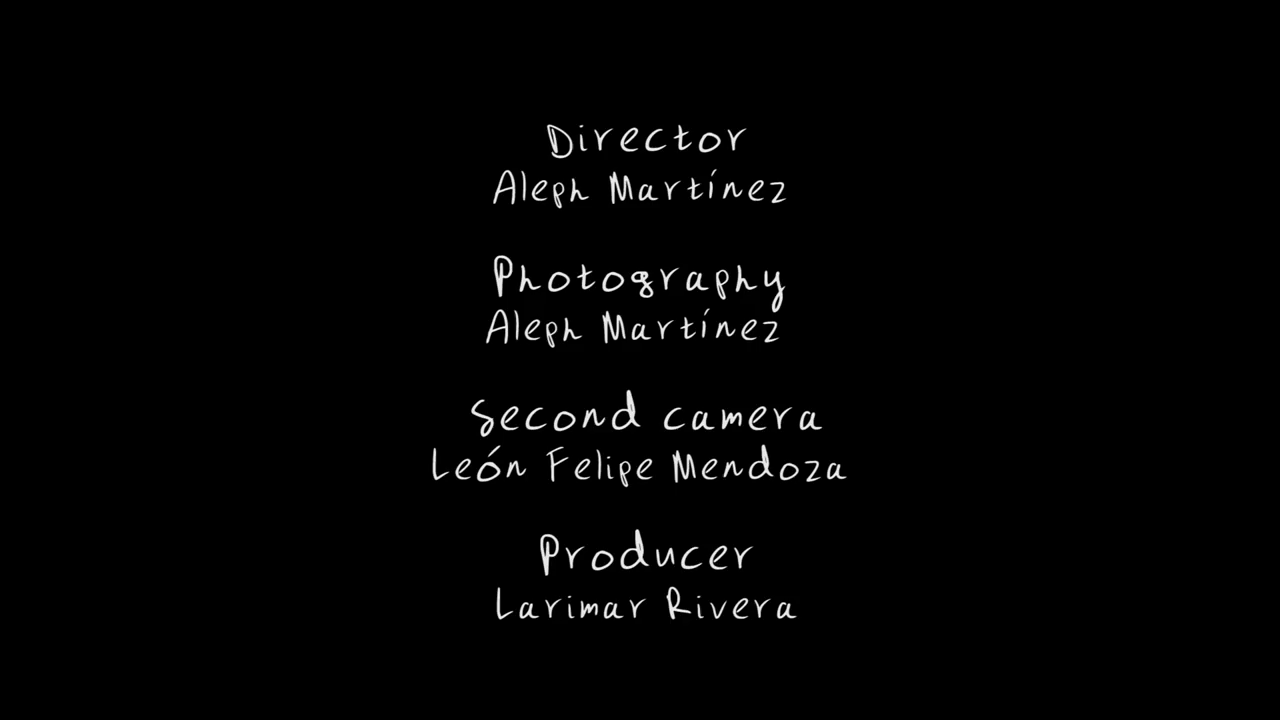 Director
Aleph Martínez
Photography
Aleph Martínez
Second camera
León Felipe Mendoza
Producer
Larimar Rivera